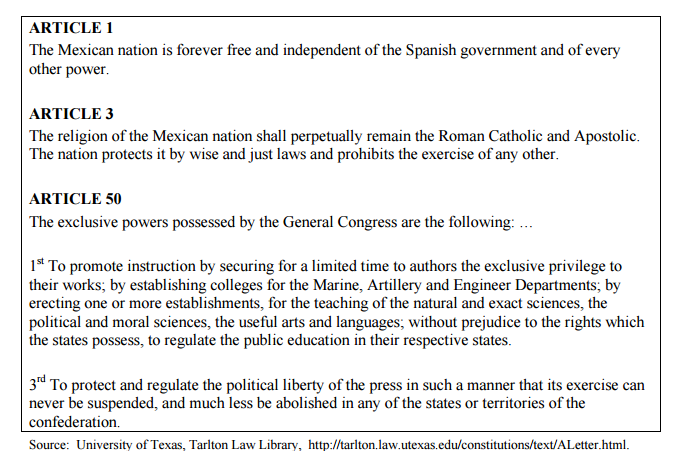 ARTICLE 1
The Mexican nation is forever free and independent of the Spanish government and of every
other power.
ARTICLE 3
The religion of the Mexican nation shall perpetually remain the Roman Catholic and Apostolic.
The nation protects it by wise and just laws and prohibits the exercise of any other.
ARTICLE 50
The exclusive powers possessed by the General Congress are the following: …
1st To promote instruction by securing for a limited time to authors the exclusive privilege to
their works; by establishing colleges for the Marine, Artillery and Engineer Departments; by
erecting one or more establishments, for the teaching of the natural and exact sciences, the
political and moral sciences, the useful arts and languages; without prejudice to the rights which
the states possess, to regulate the public education in their respective states.
3rd To protect and regulate the political liberty of the press in such a manner that its exercise can
never be suspended, and much less be abolished in any of the states or territories of the
confederation.
Source: University of Texas, Tarlton Law Library, http://tarlton.law.utexas.edu/constitutions/text/ALetter.html.